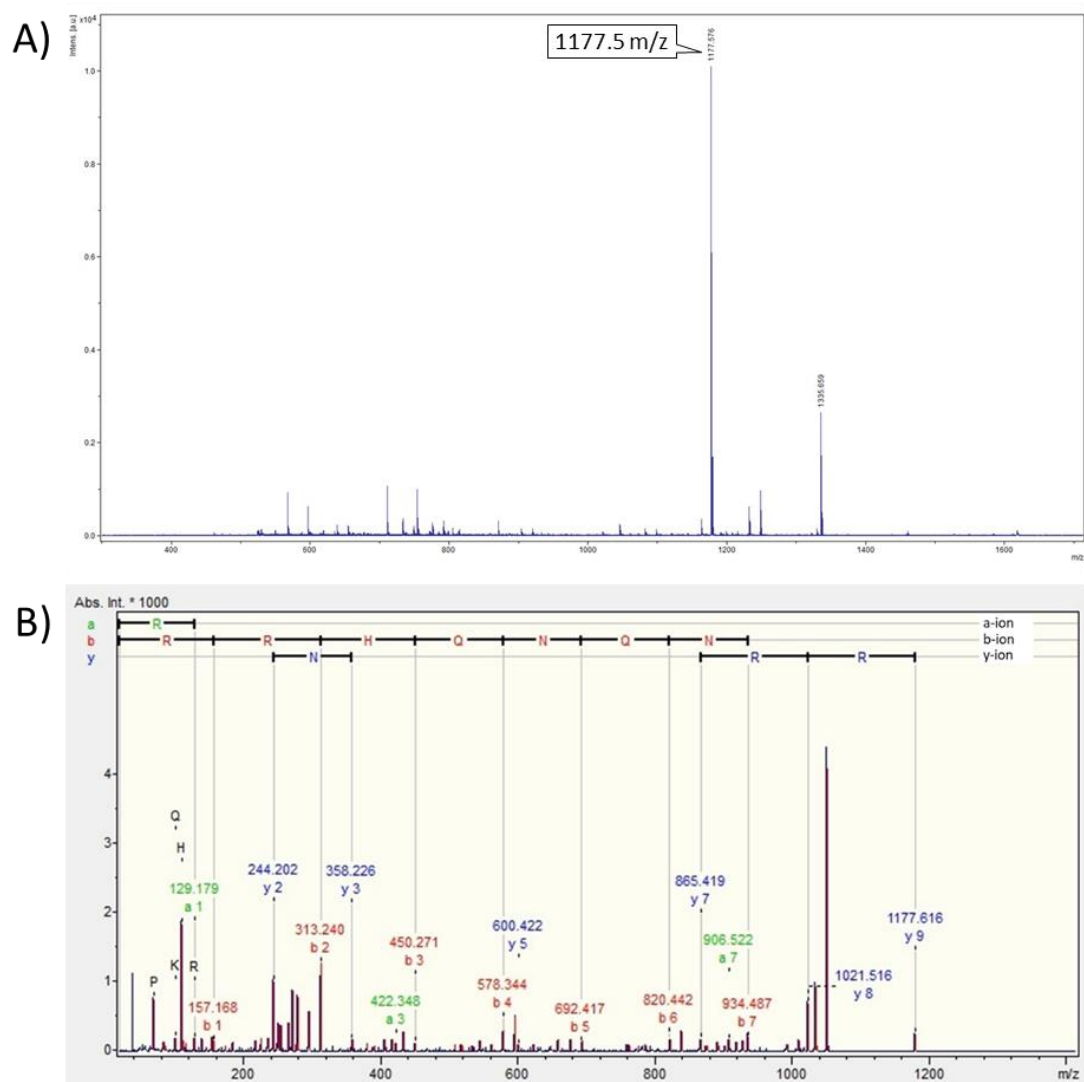 A)
Intens. [a.u.]
x10⁴
1.0
0.8
0.6
0.4
0.2
0.0
1177.5 m/z
1177.576
1335.659
400
600
800
1000
1200
1400
1600
m/z
B)
Abs. Int. * 1000
a R a-ion
b R R H Q N Q N b-ion
y N R R y-ion
4
3
2
1
0
Q
H
129.179
a 1
P
K
R
157.168
b 1
244.202
y 2
313.240
b 2
358.226
y 3
422.348
a 3
450.271
b 3
578.344
b 4
600.422
y 5
692.417
b 5
820.442
b 6
865.419
y 7
906.522
a 7
934.487
b 7
1021.516
y 8
1177.616
y 9
200
400
600
800
1000
1200
m/z